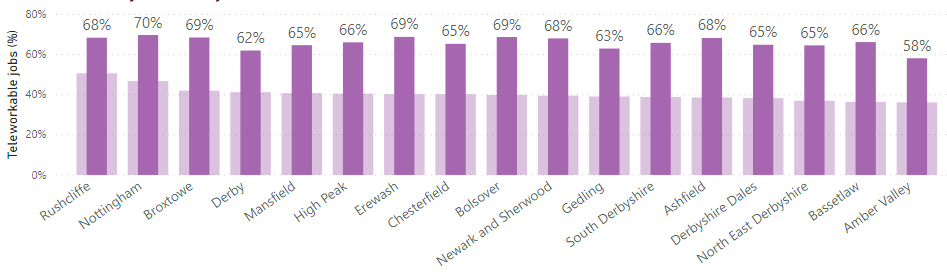 80%
60%
40%
20%
0%
Teleworkable jobs (%)
68%
70%
69%
62%
65%
66%
69%
65%
69%
68%
63%
66%
68%
65%
65%
66%
58%
Rushcliffe
Nottingham
Broxtowe
Derby
Mansfield
High Peak
Erewash
Chesterfield
Bolsover
Newark and Sherwood
Gedling
South Derbyshire
Ashfield
Derbyshire Dales
North East Derbyshire
Bassetlaw
Amber Valley